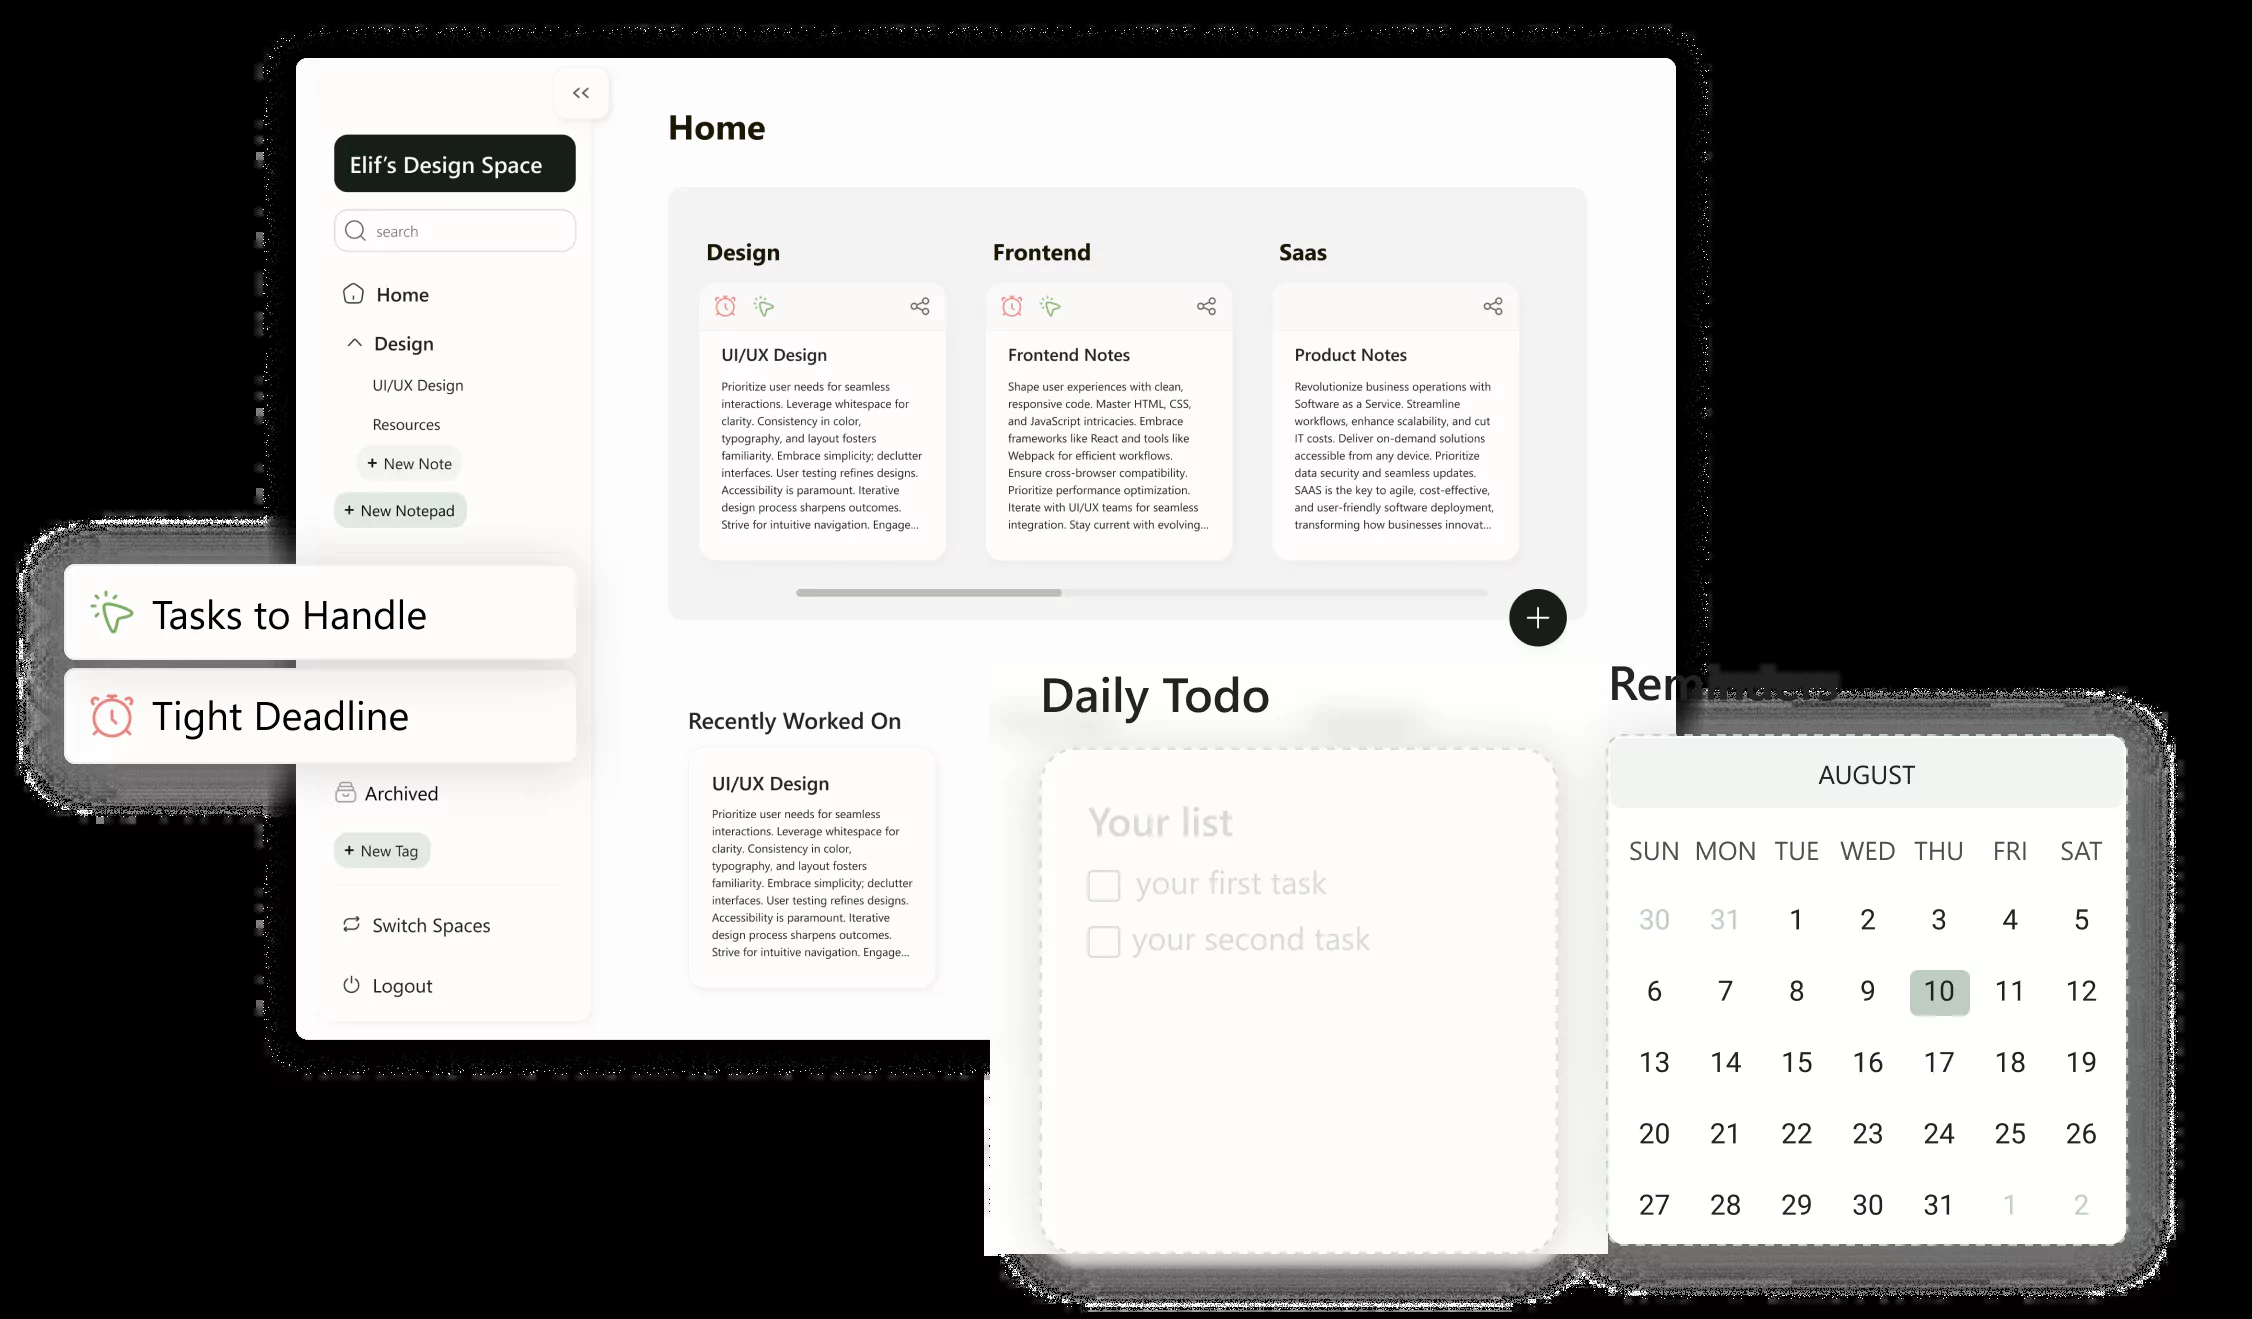 Elif's Design Space
search
Home
Design
UI/UX Design
Resources
+ New Note
+ New Notepad
Tasks to Handle
Tight Deadline
Archived
+ New Tag
Switch Spaces
Logout
Home
Design
UI/UX Design
Prioritize user needs for seamless
interactions. Leverage whitespace for
clarity. Consistency in color,
typography, and layout fosters
familiarity. Embrace simplicity; declutter
interfaces. User testing refines designs.
Accessibility is paramount. Iterative
design process sharpens outcomes.
Strive for intuitive navigation. Engage...
Frontend
Frontend Notes
Shape user experiences with clean,
responsive code. Master HTML, CSS,
and JavaScript intricacies. Embrace
frameworks like React and tools like
Webpack for efficient workflows.
Ensure cross-browser compatibility.
Prioritize performance optimization.
Iterate with UI/UX teams for seamless
integration. Stay current with evolving...
Saas
Product Notes
Revolutionize business operations with
Software as a Service. Streamline
workflows, enhance scalability, and cut
IT costs. Deliver on-demand solutions
accessible from any device. Prioritize
data security and seamless updates.
SAAS is the key to agile, cost-effective,
and user-friendly software deployment,
transforming how businesses innovat...
Recently Worked On
UI/UX Design
Prioritize user needs for seamless
interactions. Leverage whitespace for
clarity. Consistency in color,
typography, and layout fosters
familiarity. Embrace simplicity; declutter
interfaces. User testing refines designs.
Accessibility is paramount. Iterative
design process sharpens outcomes.
Strive for intuitive navigation. Engage...
Daily Todo
Your list
your first task
your second task
AUGUST
SUN MON TUE WED THU FRI SAT
30 31 1 2 3 4 5
6 7 8 9 10 11 12
13 14 15 16 17 18 19
20 21 22 23 24 25 26
27 28 29 30 31 1 2